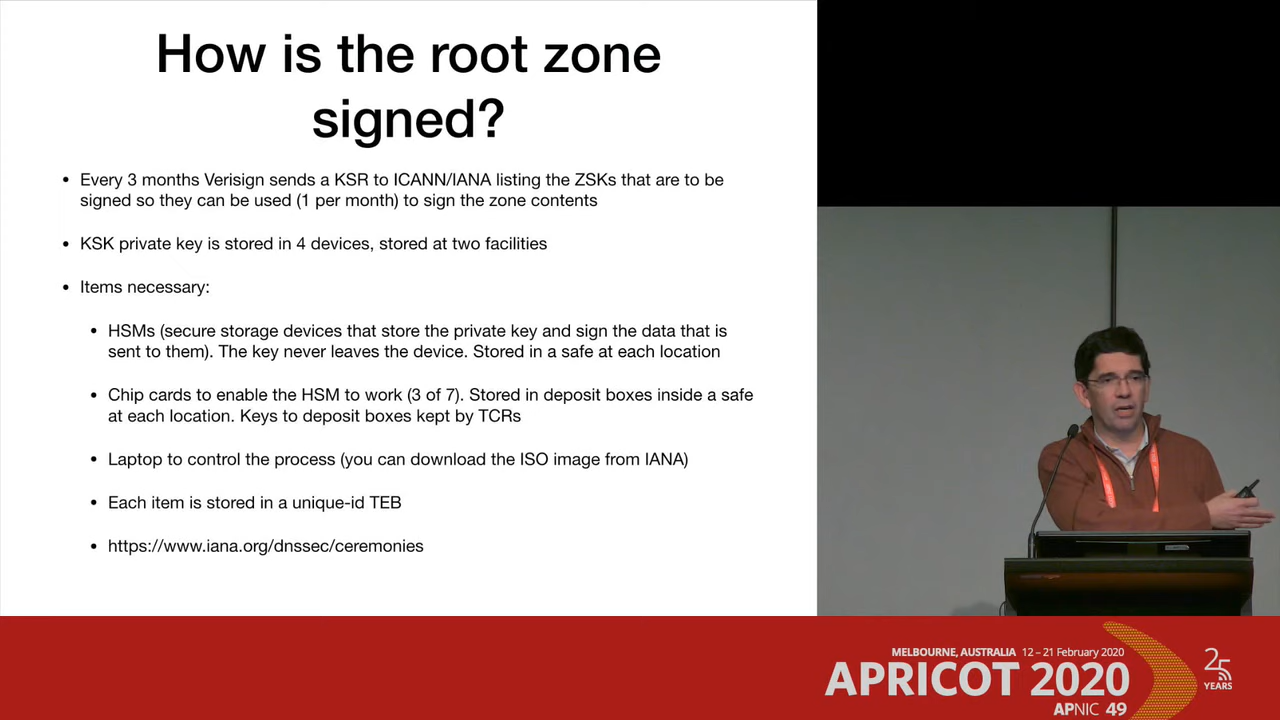 How is the root zone
signed?
• Every 3 months Verisign sends a KSR to ICANN/IANA listing the ZSKs that are to be
signed so they can be used (1 per month) to sign the zone contents
• KSK private key is stored in 4 devices, stored at two facilities
• Items necessary:
• HSMs (secure storage devices that store the private key and sign the data that is
sent to them). The key never leaves the device. Stored in a safe at each location
• Chip cards to enable the HSM to work (3 of 7). Stored in deposit boxes inside a safe
at each location. Keys to deposit boxes kept by TCRs
• Laptop to control the process (you can download the ISO image from IANA)
• Each item is stored in a unique-id TEB
• https://www.iana.org/dnssec/ceremonies
MELBOURNE, AUSTRALIA 12 – 21 February 2020
APRICOT 2020
APNIC 49
25
YEARS